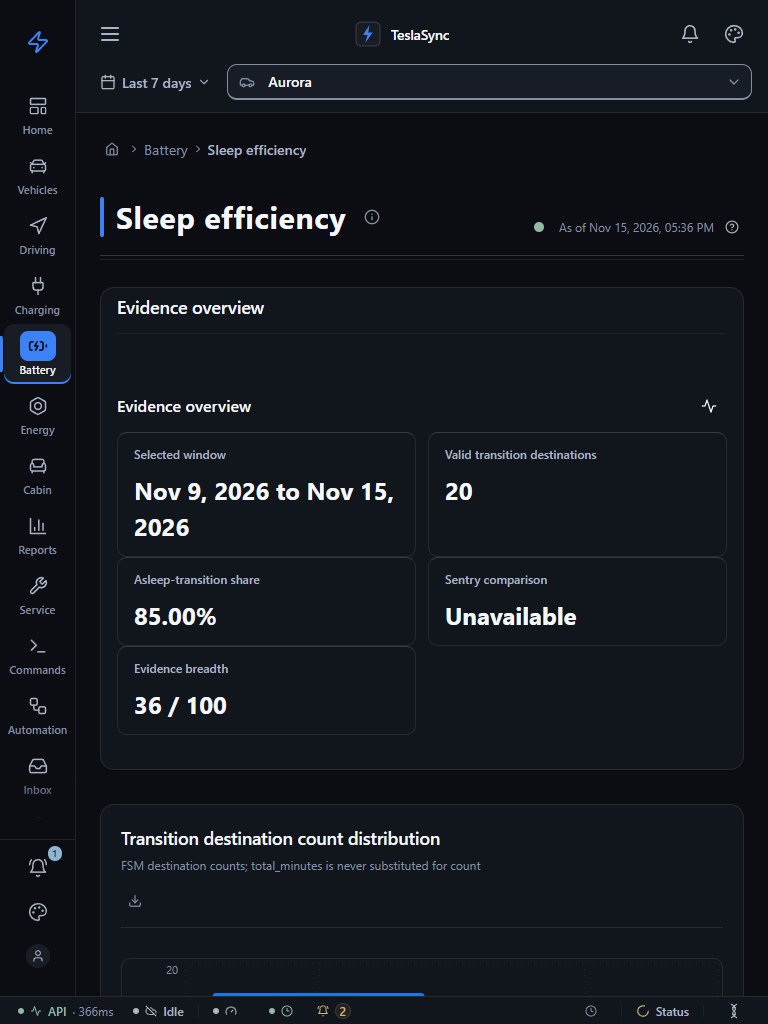 TeslaSync
Last 7 days
Aurora
Home
Vehicles
Driving
Charging
Battery
Energy
Cabin
Reports
Service
Commands
Automation
Inbox
1
Battery
Sleep efficiency
Sleep efficiency
As of Nov 15, 2026, 05:36 PM
Evidence overview
Evidence overview
Selected window
Nov 9, 2026 to Nov 15,
2026
Valid transition destinations
20
Asleep-transition share
85.00%
Sentry comparison
Unavailable
Evidence breadth
36 / 100
Transition destination count distribution
FSM destination counts; total_minutes is never substituted for count
20
API · 366ms
Idle
2
Status